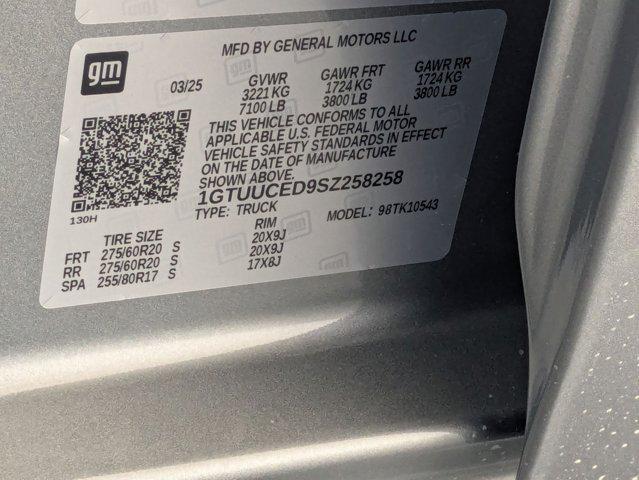 gm
MFD BY GENERAL MOTORS LLC
03/25
GVWR GAWR FRT GAWR RR
3221 KG 1724 KG 1724 KG
7100 LB 3800 LB 3800 LB
THIS VEHICLE CONFORMS TO ALL
APPLICABLE U.S. FEDERAL MOTOR
VEHICLE SAFETY STANDARDS IN EFFECT
ON THE DATE OF MANUFACTURE
SHOWN ABOVE.
1GTUUCED9SZ258258
TYPE: TRUCK MODEL: 98TK10543
130H
TIRE SIZE RIM
FRT 275/60R20 S 20X9J
RR 275/60R20 S 20X9J
SPA 255/80R17 S 17X8J